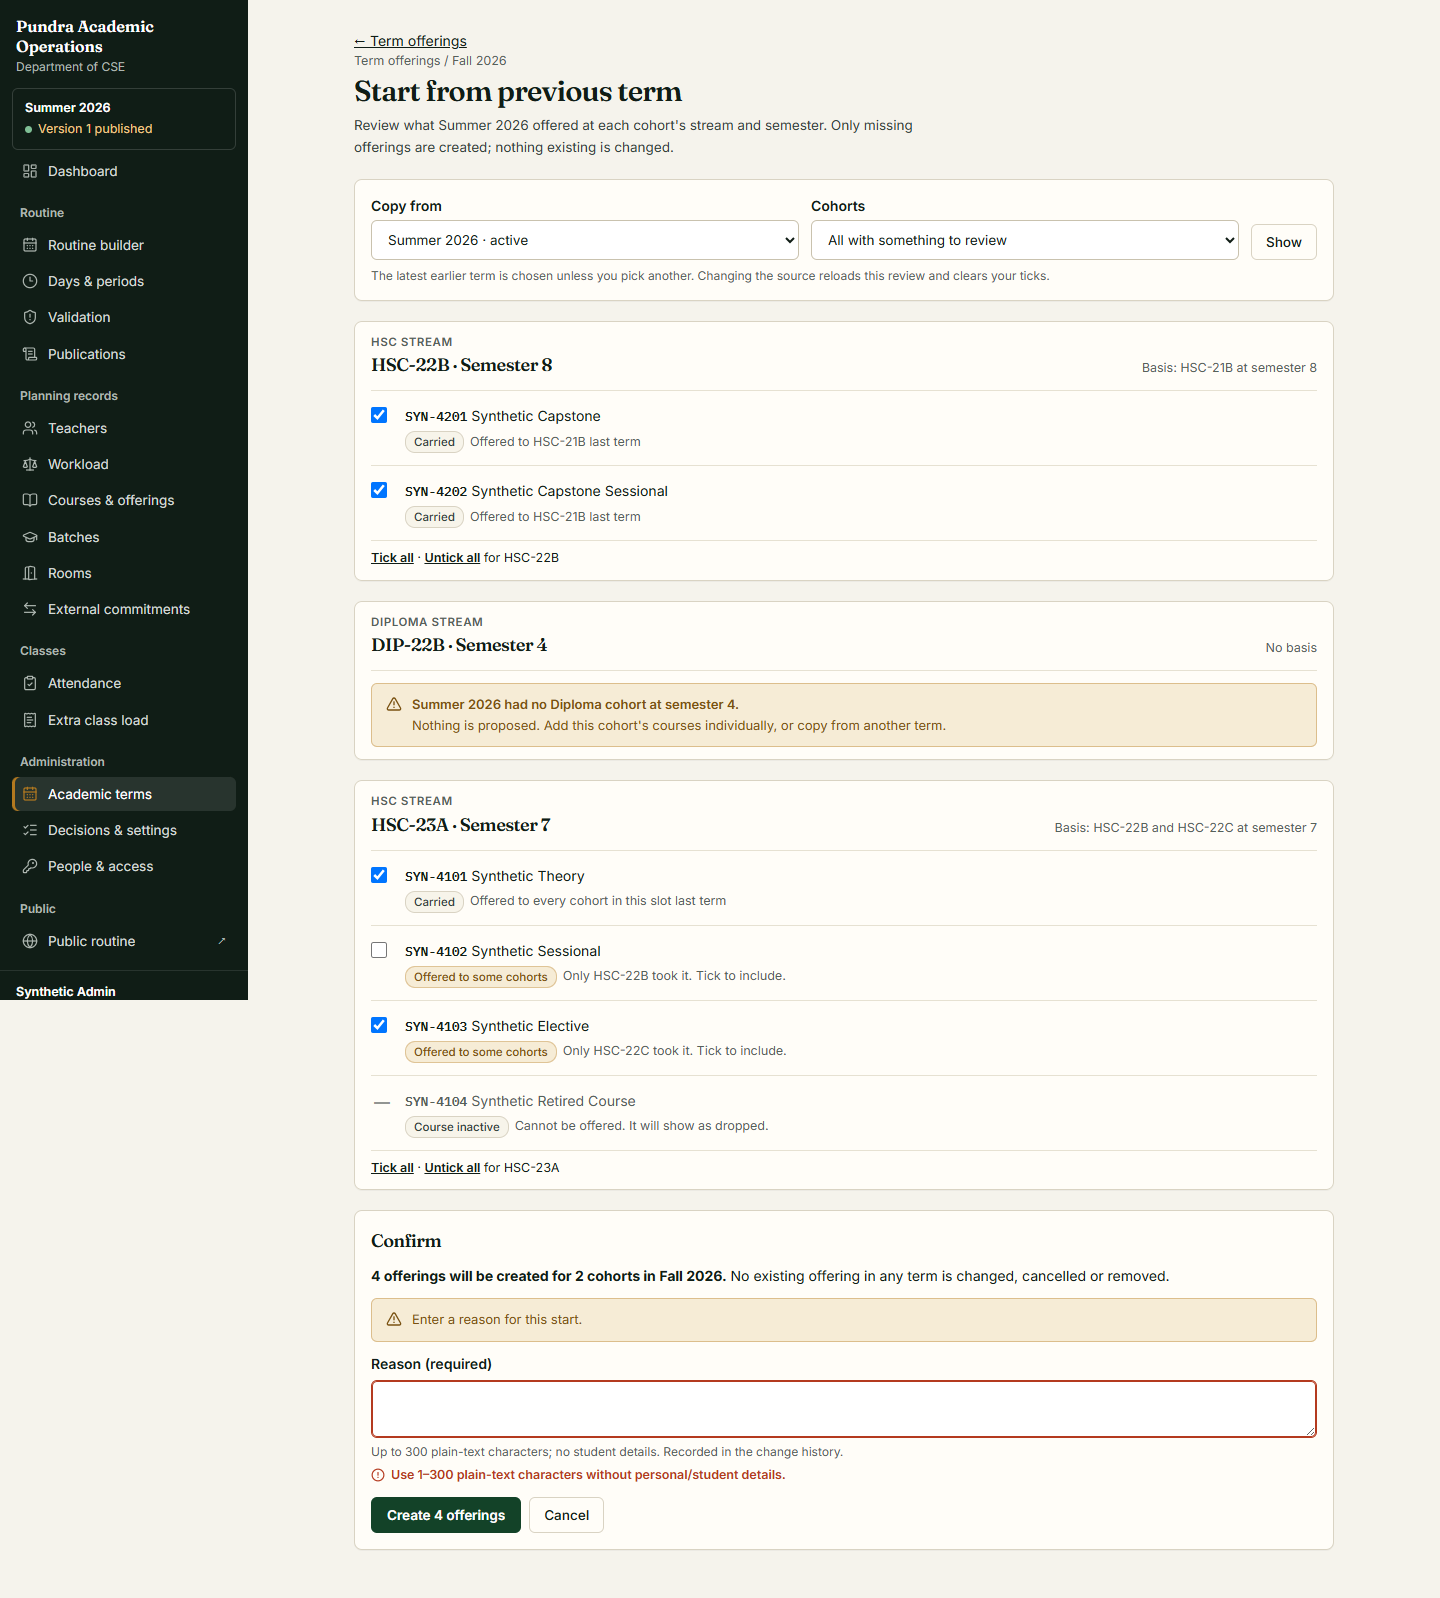 Pundra Academic
Operations
Department of CSE
Summer 2026
Version 1 published
Dashboard
Routine
Routine builder
Days & periods
Validation
Publications
Planning records
Teachers
Workload
Courses & offerings
Batches
Rooms
External commitments
Classes
Attendance
Extra class load
Administration
Academic terms
Decisions & settings
People & access
Public
Public routine ↗
Synthetic Admin
← Term offerings
Term offerings / Fall 2026
Start from previous term
Review what Summer 2026 offered at each cohort's stream and semester. Only missing
offerings are created; nothing existing is changed.
Copy from
Summer 2026 · active
Cohorts
All with something to review
Show
The latest earlier term is chosen unless you pick another. Changing the source reloads this review and clears your ticks.
HSC STREAM
HSC-22B · Semester 8
Basis: HSC-21B at semester 8
SYN-4201 Synthetic Capstone
Carried Offered to HSC-21B last term
SYN-4202 Synthetic Capstone Sessional
Carried Offered to HSC-21B last term
Tick all · Untick all for HSC-22B
DIPLOMA STREAM
DIP-22B · Semester 4
No basis
Summer 2026 had no Diploma cohort at semester 4.
Nothing is proposed. Add this cohort's courses individually, or copy from another term.
HSC STREAM
HSC-23A · Semester 7
Basis: HSC-22B and HSC-22C at semester 7
SYN-4101 Synthetic Theory
Carried Offered to every cohort in this slot last term
SYN-4102 Synthetic Sessional
Offered to some cohorts Only HSC-22B took it. Tick to include.
SYN-4103 Synthetic Elective
Offered to some cohorts Only HSC-22C took it. Tick to include.
— SYN-4104 Synthetic Retired Course
Course inactive Cannot be offered. It will show as dropped.
Tick all · Untick all for HSC-23A
Confirm
4 offerings will be created for 2 cohorts in Fall 2026. No existing offering in any term is changed, cancelled or removed.
Enter a reason for this start.
Reason (required)
Up to 300 plain-text characters; no student details. Recorded in the change history.
Use 1–300 plain-text characters without personal/student details.
Create 4 offerings
Cancel